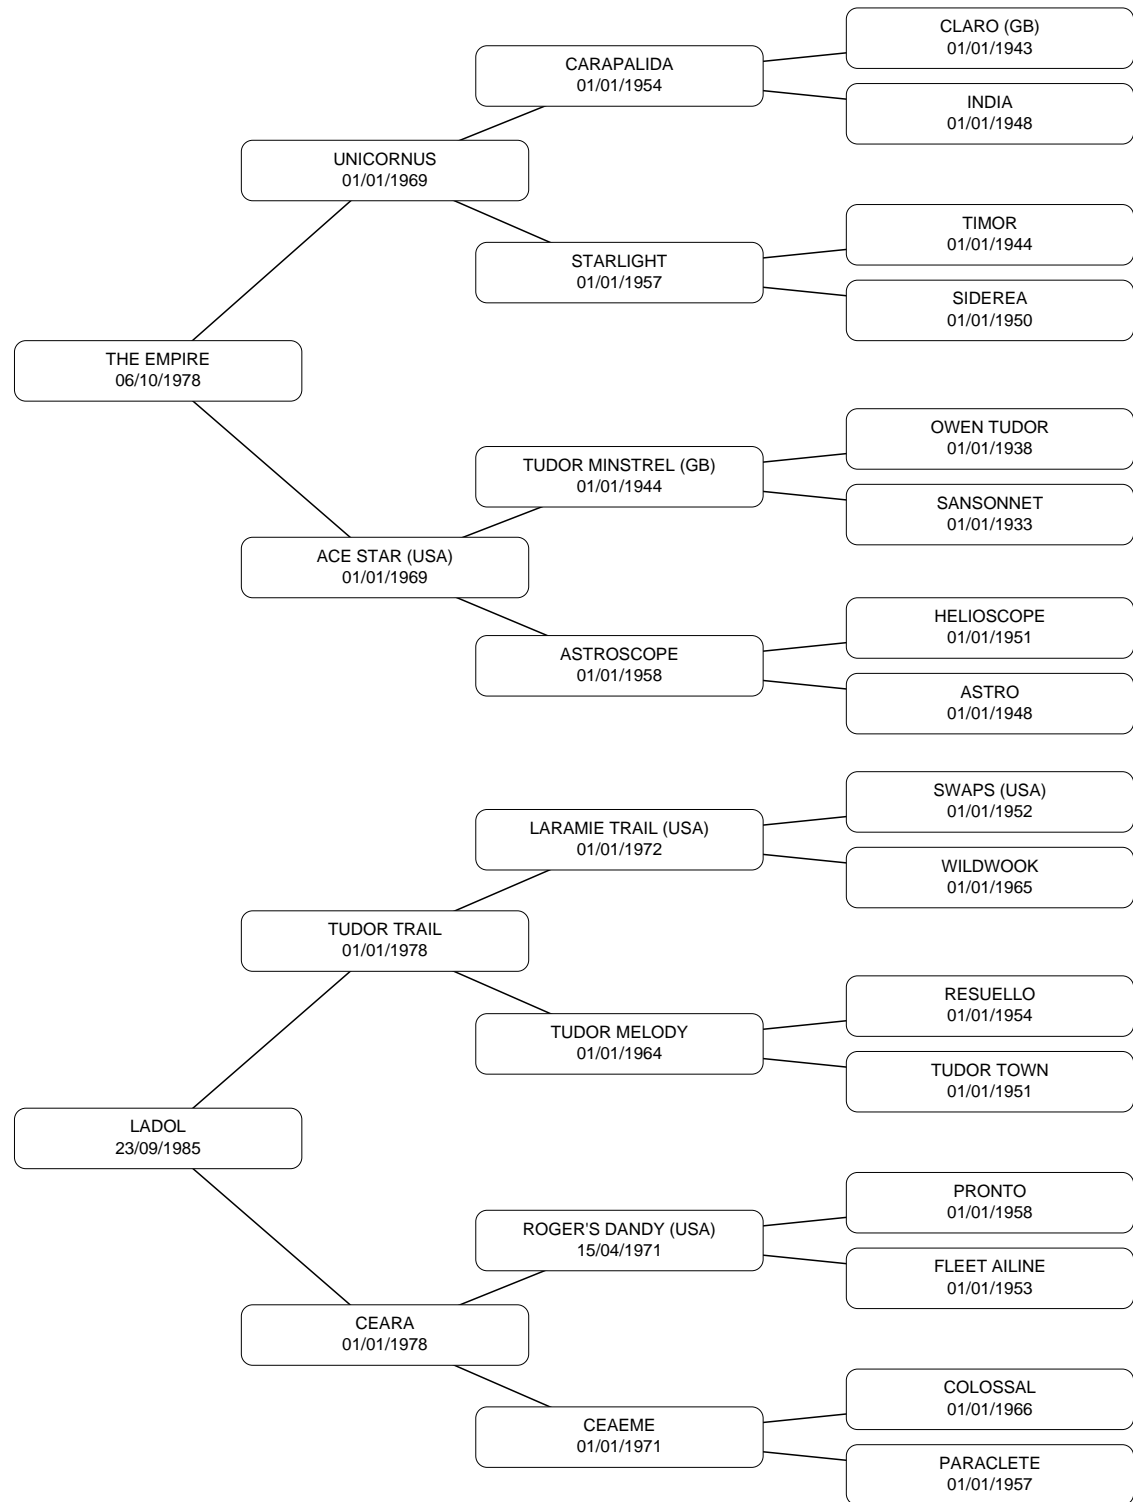 CLARO (GB)
01/01/1943
CARAPALIDA
01/01/1954
INDIA
01/01/1948
UNICORNUS
01/01/1969
TIMOR
01/01/1944
STARLIGHT
01/01/1957
SIDEREA
01/01/1950
THE EMPIRE
06/10/1978
OWEN TUDOR
01/01/1938
TUDOR MINSTREL (GB)
01/01/1944
SANSONNET
01/01/1933
ACE STAR (USA)
01/01/1969
HELIOSCOPE
01/01/1951
ASTROSCOPE
01/01/1958
ASTRO
01/01/1948
SWAPS (USA)
01/01/1952
LARAMIE TRAIL (USA)
01/01/1972
WILDWOOK
01/01/1965
TUDOR TRAIL
01/01/1978
RESUELLO
01/01/1954
TUDOR MELODY
01/01/1964
TUDOR TOWN
01/01/1951
LADOL
23/09/1985
PRONTO
01/01/1958
ROGER'S DANDY (USA)
15/04/1971
FLEET AILINE
01/01/1953
CEARA
01/01/1978
COLOSSAL
01/01/1966
CEAEME
01/01/1971
PARACLETE
01/01/1957